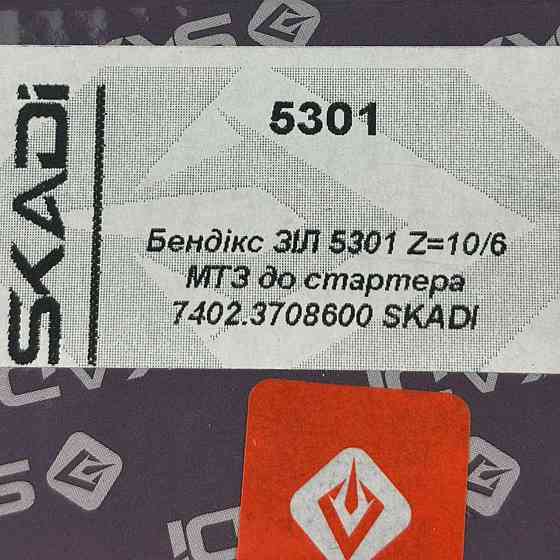 SKADI
5301
Бендікс ЗІЛ 5301 Z=10/6
МТЗ до стартера
7402.3708600 SKADI